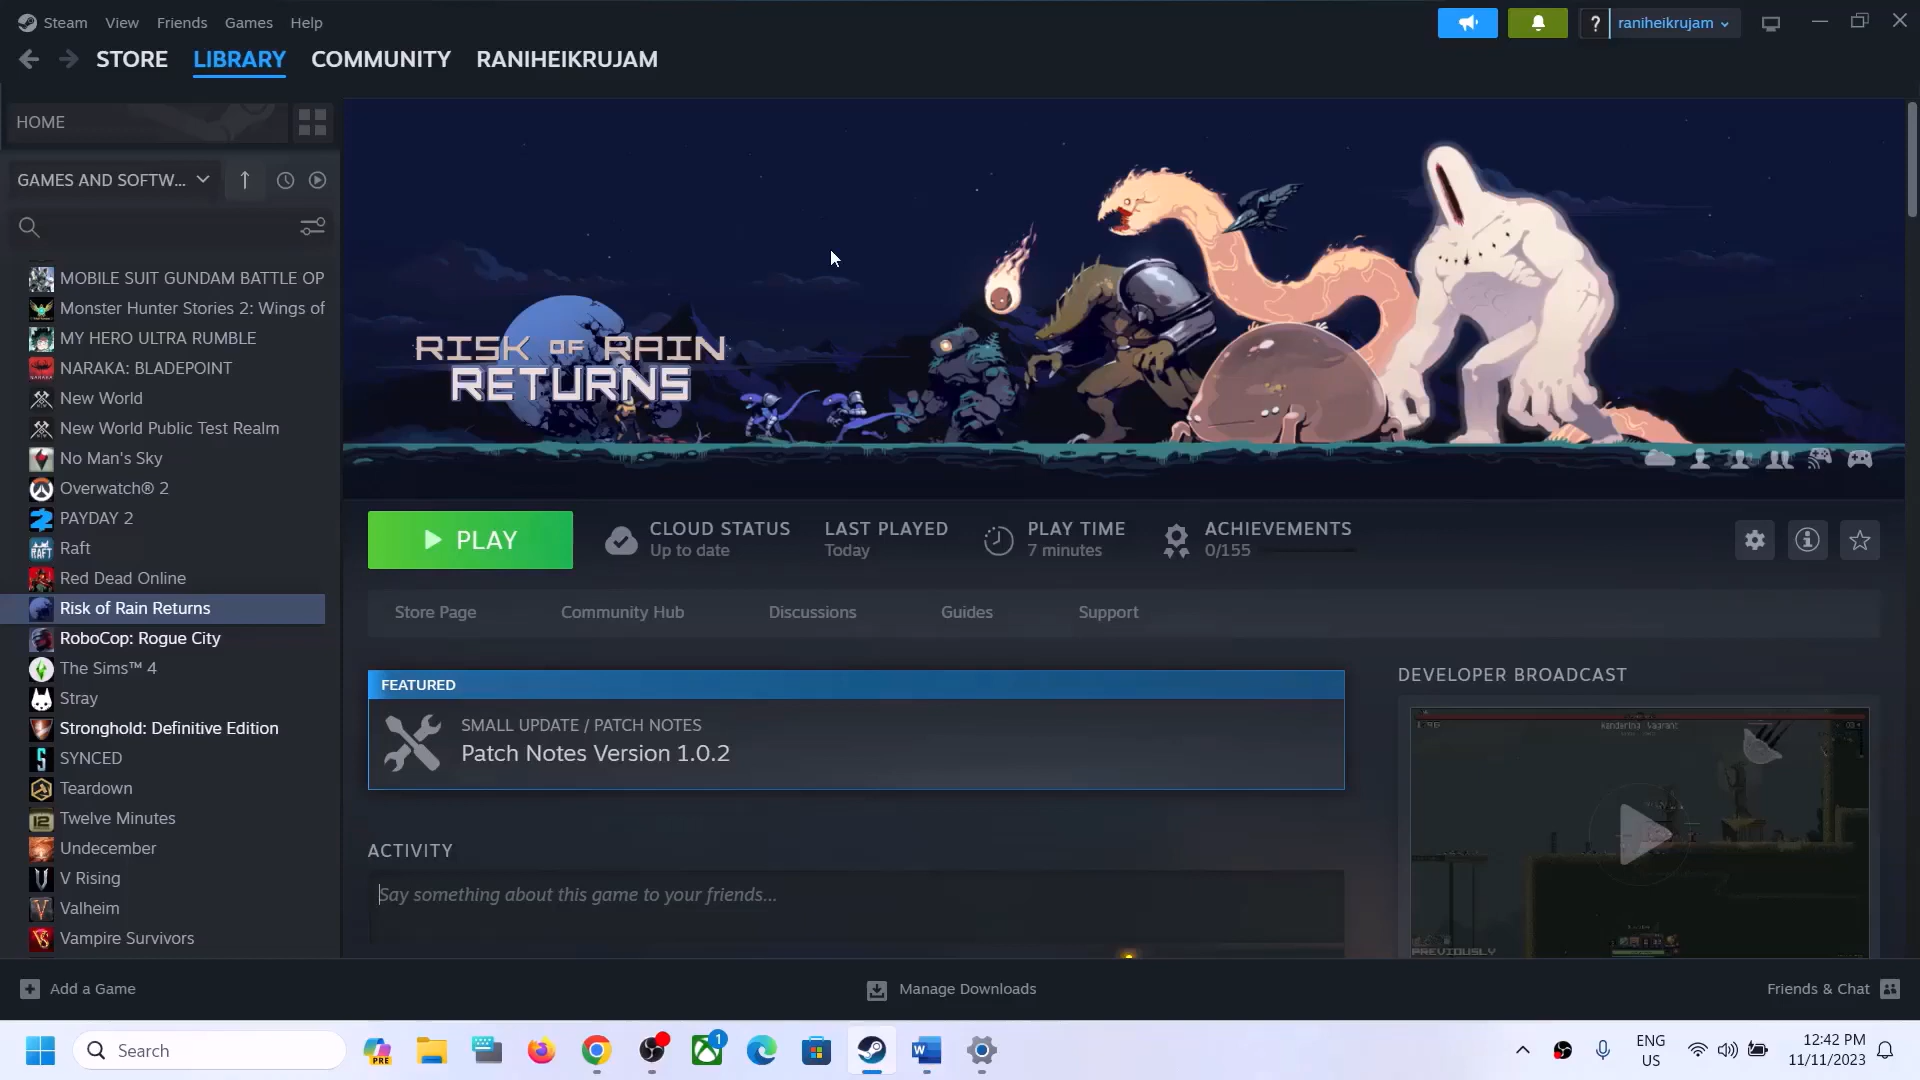 Steam View Friends Games Help
? raniheikrujam
STORE LIBRARY COMMUNITY RANIHEIKRUJAM
HOME
GAMES AND SOFTW...
MOBILE SUIT GUNDAM BATTLE OP
Monster Hunter Stories 2: Wings of
MY HERO ULTRA RUMBLE
NARAKA: BLADEPOINT
New World
New World Public Test Realm
No Man's Sky
Overwatch® 2
PAYDAY 2
Raft
Red Dead Online
Risk of Rain Returns
RoboCop: Rogue City
The Sims™ 4
Stray
Stronghold: Definitive Edition
SYNCED
Teardown
Twelve Minutes
Undecember
V Rising
Valheim
Vampire Survivors
RISK OF RAIN
RETURNS
PLAY
CLOUD STATUS
Up to date
LAST PLAYED
Today
PLAY TIME
7 minutes
ACHIEVEMENTS
0/155
Store Page Community Hub Discussions Guides Support
FEATURED
SMALL UPDATE / PATCH NOTES
Patch Notes Version 1.0.2
ACTIVITY
Say something about this game to your friends...
DEVELOPER BROADCAST
Wandering Vagrant
PREVIOUSLY
Add a Game
Manage Downloads
Friends & Chat
Search
PRE
1
ENG
US
12:42 PM
11/11/2023